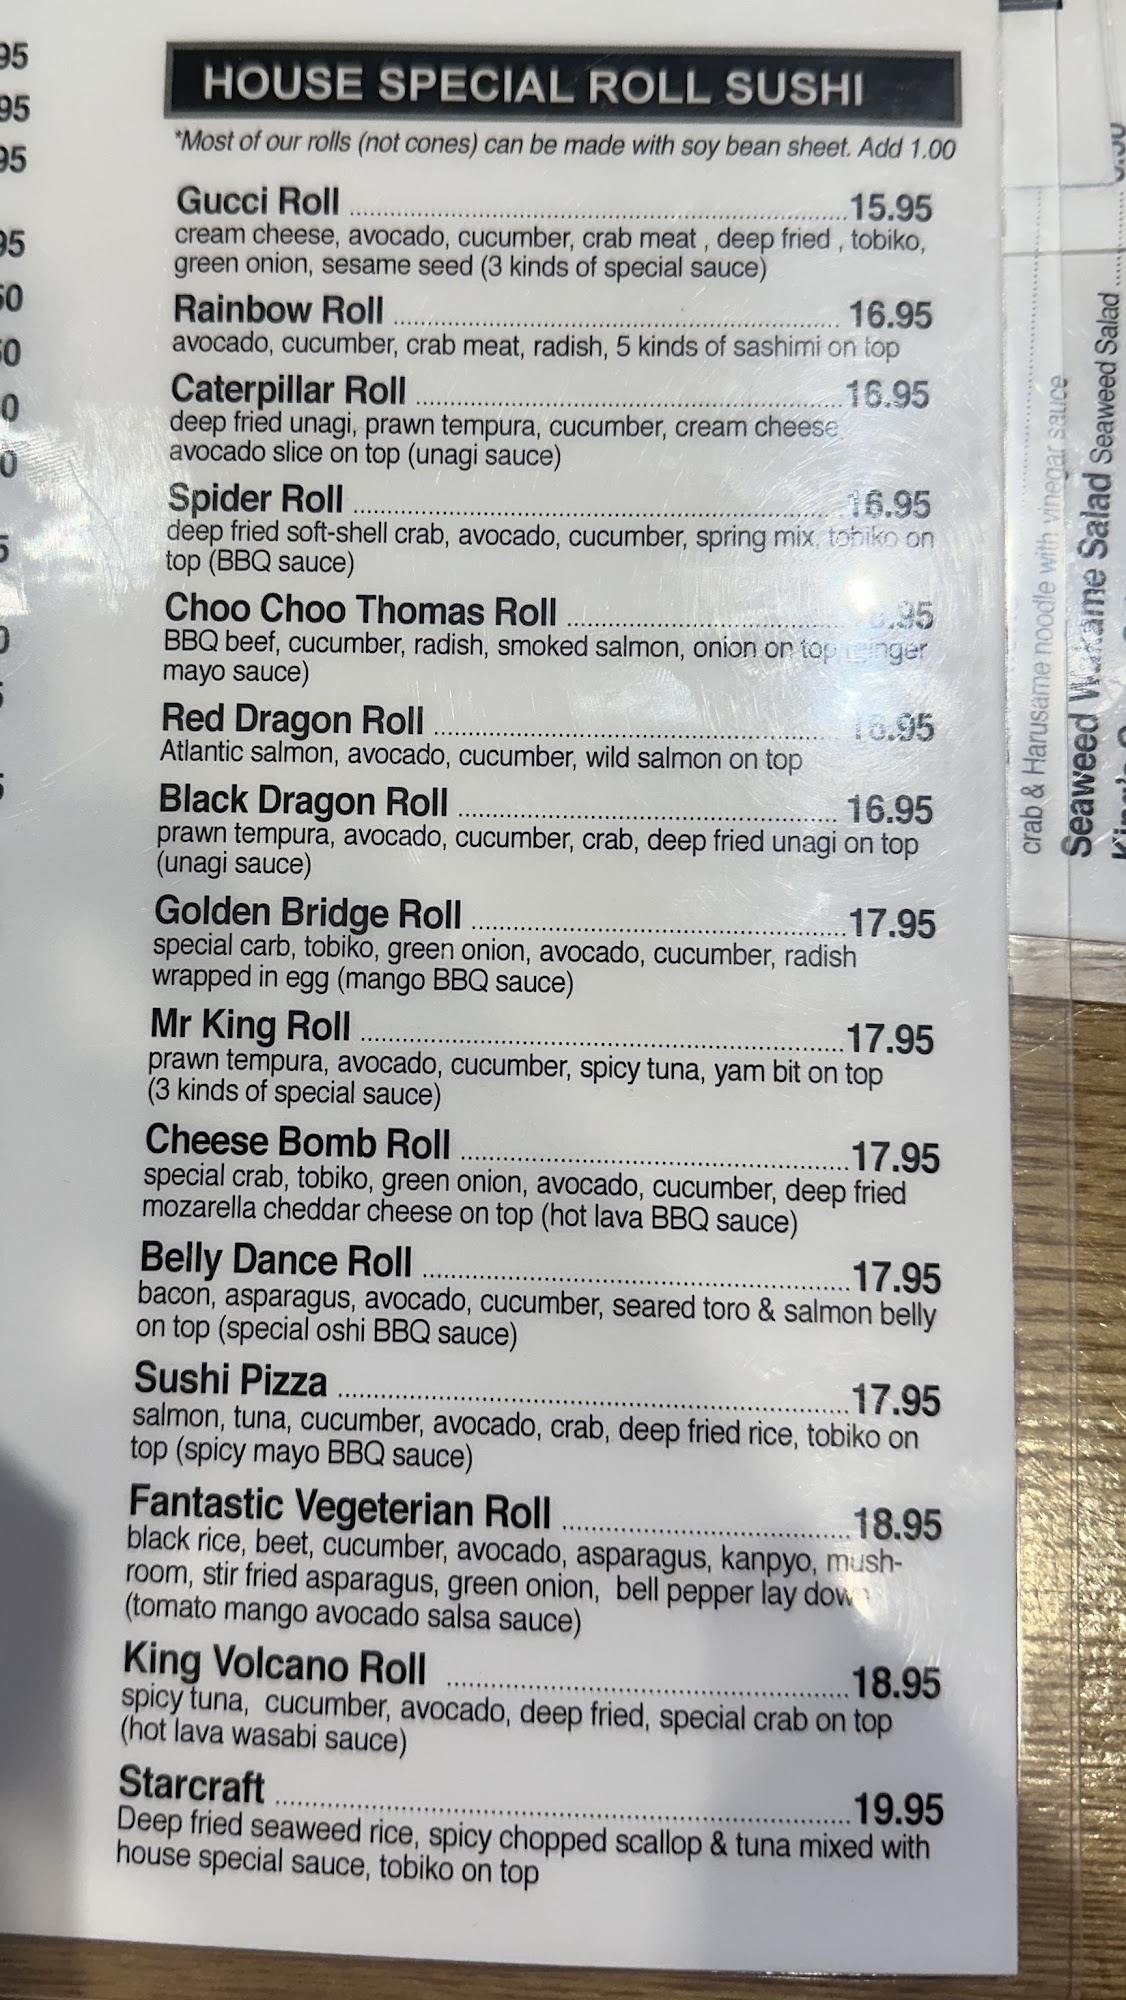 95
95
95
95
50
HOUSE SPECIAL ROLL SUSHI
*Most of our rolls (not cones) can be made with soy bean sheet. Add 1.00
Gucci Roll 15.95
cream cheese, avocado, cucumber, crab meat , deep fried , tobiko,
green onion, sesame seed (3 kinds of special sauce)
Rainbow Roll 16.95
avocado, cucumber, crab meat, radish, 5 kinds of sashimi on top
Caterpillar Roll 16.95
deep fried unagi, prawn tempura, cucumber, cream cheese
avocado slice on top (unagi sauce)
Spider Roll 16.95
deep fried soft-shell crab, avocado, cucumber, spring mix, tobiko on
top (BBQ sauce)
Choo Choo Thomas Roll
BBQ beef, cucumber, radish, smoked salmon, onion on top (ginger
mayo sauce)
Red Dragon Roll 16.95
Atlantic salmon, avocado, cucumber, wild salmon on top
Black Dragon Roll 16.95
prawn tempura, avocado, cucumber, crab, deep fried unagi on top
(unagi sauce)
Golden Bridge Roll 17.95
special carb, tobiko, green onion, avocado, cucumber, radish
wrapped in egg (mango BBQ sauce)
Mr King Roll 17.95
prawn tempura, avocado, cucumber, spicy tuna, yam bit on top
(3 kinds of special sauce)
Cheese Bomb Roll 17.95
special crab, tobiko, green onion, avocado, cucumber, deep fried
mozarella cheddar cheese on top (hot lava BBQ sauce)
Belly Dance Roll 17.95
bacon, asparagus, avocado, cucumber, seared toro & salmon belly
on top (special oshi BBQ sauce)
Sushi Pizza 17.95
salmon, tuna, cucumber, avocado, crab, deep fried rice, tobiko on
top (spicy mayo BBQ sauce)
Fantastic Vegeterian Roll 18.95
black rice, beet, cucumber, avocado, asparagus, kanpyo, mush-
room, stir fried asparagus, green onion, bell pepper lay down
(tomato mango avocado salsa sauce)
King Volcano Roll 18.95
spicy tuna, cucumber, avocado, deep fried, special crab on top
(hot lava wasabi sauce)
Starcraft 19.95
Deep fried seaweed rice, spicy chopped scallop & tuna mixed with
house special sauce, tobiko on top
crab & Harusame noodle with vinegar sauce
Seaweed Wakame Salad Seaweed Salad
King's